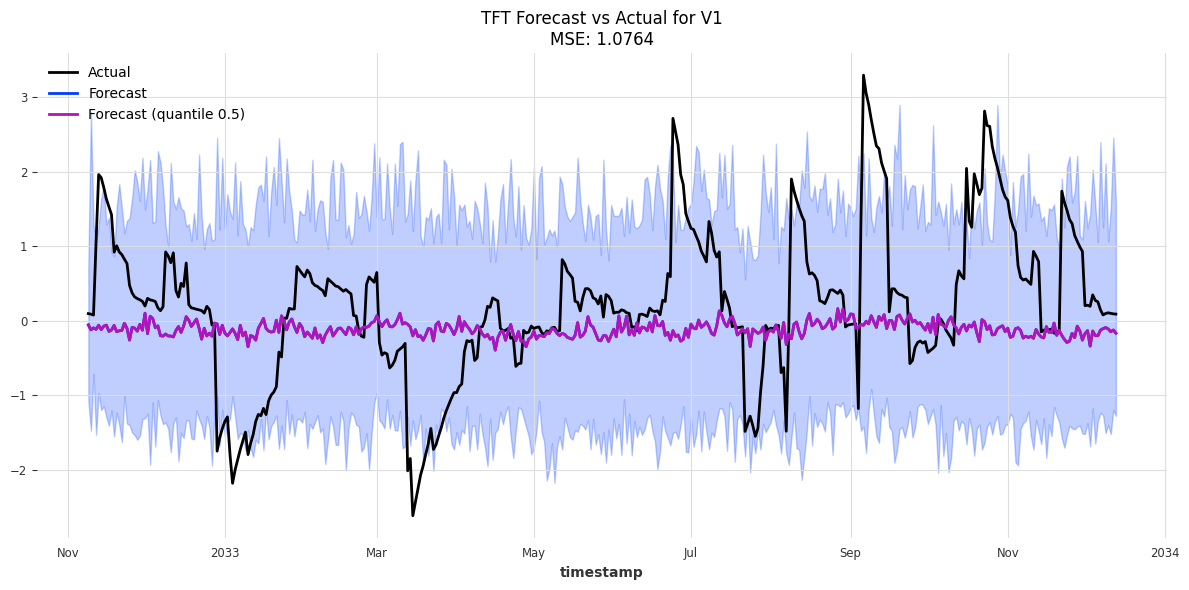 TFT Forecast vs Actual for V1
MSE: 1.0764
Actual
Forecast
Forecast (quantile 0.5)
3
2
1
0
−1
−2
Nov
2033
Mar
May
Jul
Sep
Nov
2034
timestamp